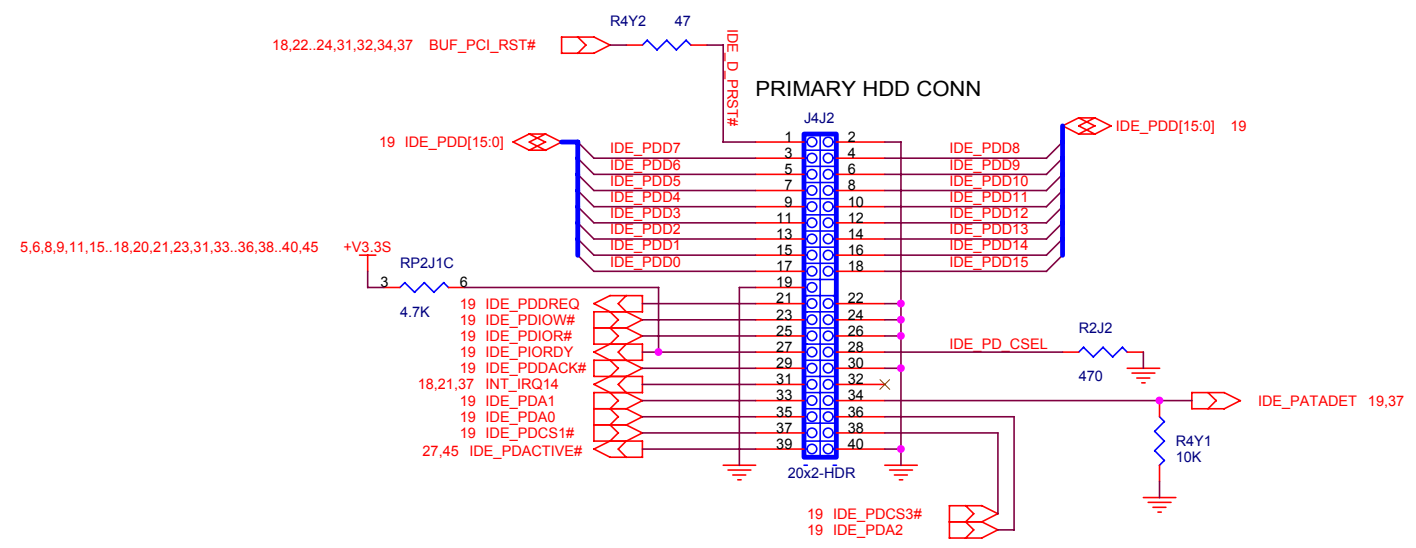 R4Y2 47
18,22..24,31,32,34,37 BUF_PCI_RST#
IDE_D_PRST#
PRIMARY HDD CONN
J4J2
19 IDE_PDD[15:0]
IDE_PDD[15:0] 19
1 2
IDE_PDD7 3 4 IDE_PDD8
IDE_PDD6 5 6 IDE_PDD9
IDE_PDD5 7 8 IDE_PDD10
IDE_PDD4 9 10 IDE_PDD11
IDE_PDD3 11 12 IDE_PDD12
IDE_PDD2 13 14 IDE_PDD13
IDE_PDD1 15 16 IDE_PDD14
IDE_PDD0 17 18 IDE_PDD15
5,6,8,9,11,15..18,20,21,23,31,33..36,38..40,45 +V3.3S
RP2J1C
3 6
4.7K
19
19 IDE_PDDREQ 21 22
19 IDE_PDIOW# 23 24
19 IDE_PDIOR# 25 26
19 IDE_PIORDY 27 28 IDE_PD_CSEL
R2J2
470
19 IDE_PDDACK# 29 30
18,21,37 INT_IRQ14 31 32
19 IDE_PDA1 33 34
IDE_PATADET 19,37
19 IDE_PDA0 35 36
19 IDE_PDCS1# 37 38
27,45 IDE_PDACTIVE# 39 40
R4Y1
10K
20x2-HDR
19 IDE_PDCS3#
19 IDE_PDA2